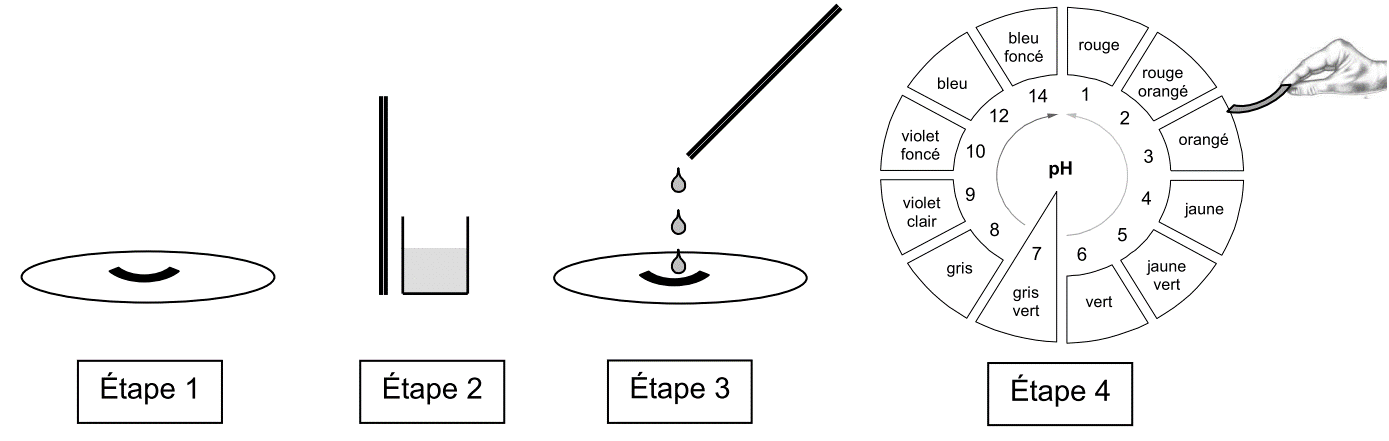 Étape 1
Étape 2
Étape 3
bleu
foncé
rouge
rouge
orangé
orangé
jaune
jaune
vert
vert
gris
vert
gris
violet
clair
violet
foncé
bleu
14
1
2
3
4
5
6
7
8
9
10
12
pH
Étape 4